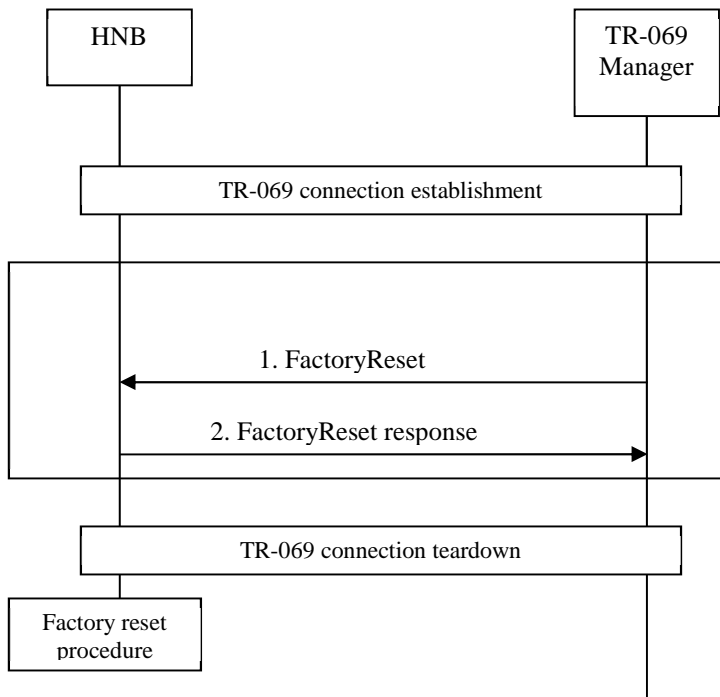 HNB
TR-069
Manager
TR-069 connection establishment
1. FactoryReset
2. FactoryReset response
TR-069 connection teardown
Factory reset
procedure